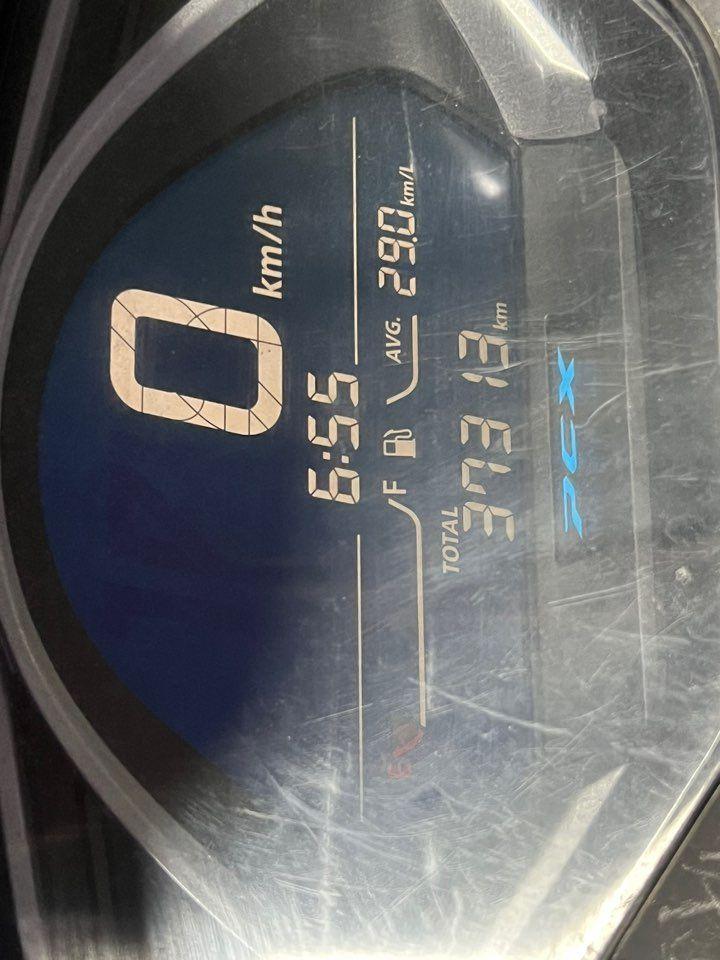 0 km/h
6:55
E F AVG. 29.0 km/L
TOTAL 37313 km
PCX